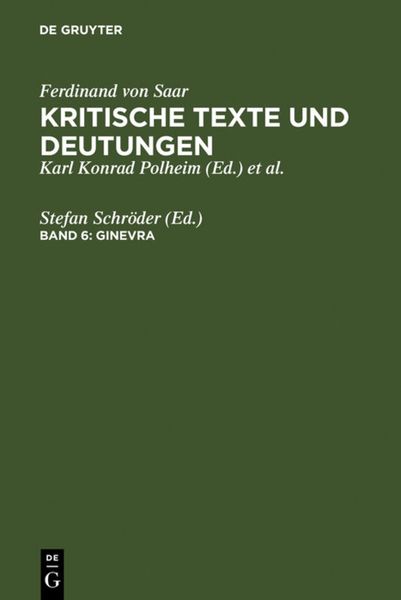 DE GRUYTER
Ferdinand von Saar
KRITISCHE TEXTE UND
DEUTUNGEN
Karl Konrad Polheim (Ed.) et al.
Stefan Schröder (Ed.)
BAND 6: GINEVRA
DE
G